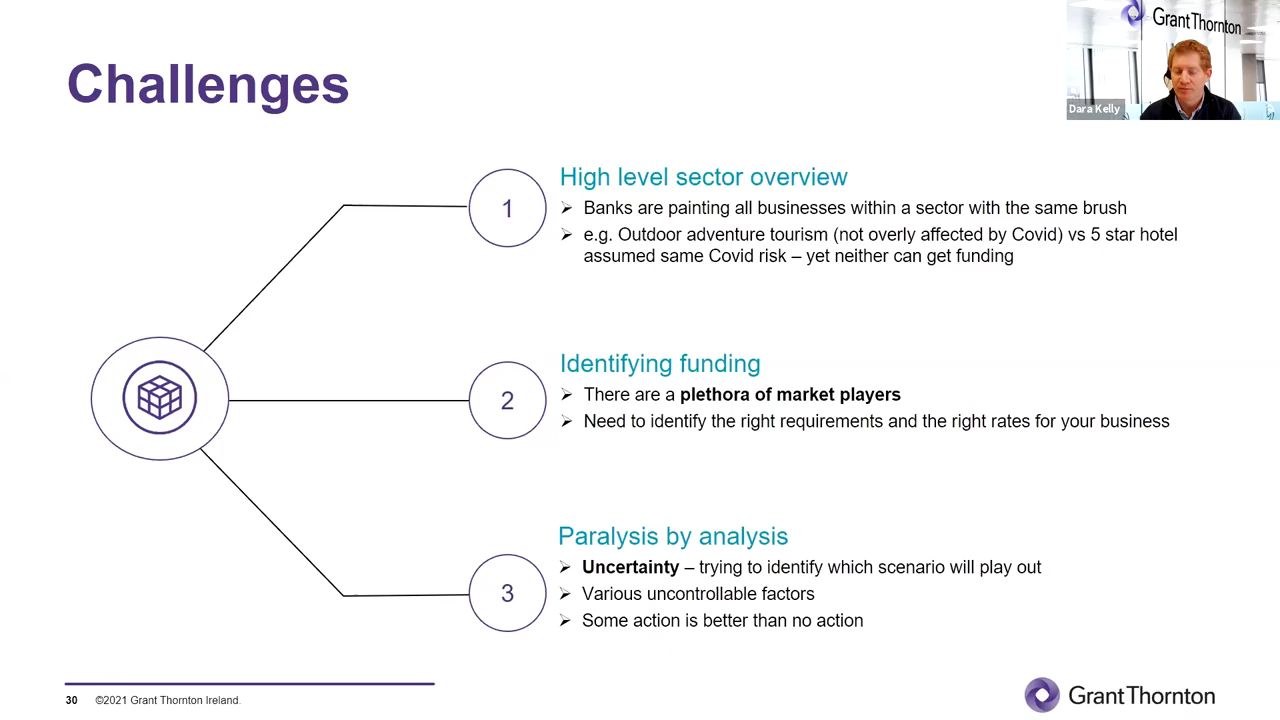 Challenges
Grant Thornton
Dara Kelly
1
High level sector overview
➢ Banks are painting all businesses within a sector with the same brush
➢ e.g. Outdoor adventure tourism (not overly affected by Covid) vs 5 star hotel
assumed same Covid risk – yet neither can get funding
2
Identifying funding
➢ There are a plethora of market players
➢ Need to identify the right requirements and the right rates for your business
3
Paralysis by analysis
➢ Uncertainty – trying to identify which scenario will play out
➢ Various uncontrollable factors
➢ Some action is better than no action
30 ©2021 Grant Thornton Ireland.
Grant Thornton